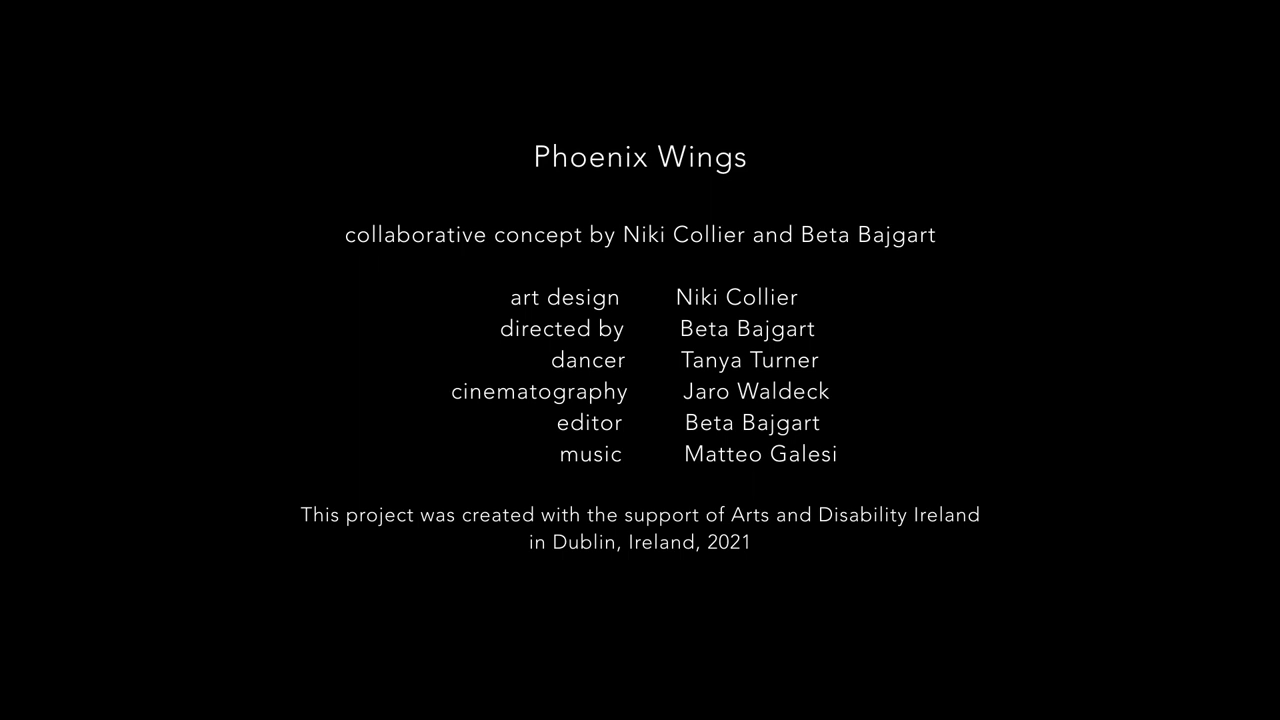 Phoenix Wings
collaborative concept by Niki Collier and Beta Bajgart
art design Niki Collier
directed by Beta Bajgart
dancer Tanya Turner
cinematography Jaro Waldeck
editor Beta Bajgart
music Matteo Galesi
This project was created with the support of Arts and Disability Ireland
in Dublin, Ireland, 2021